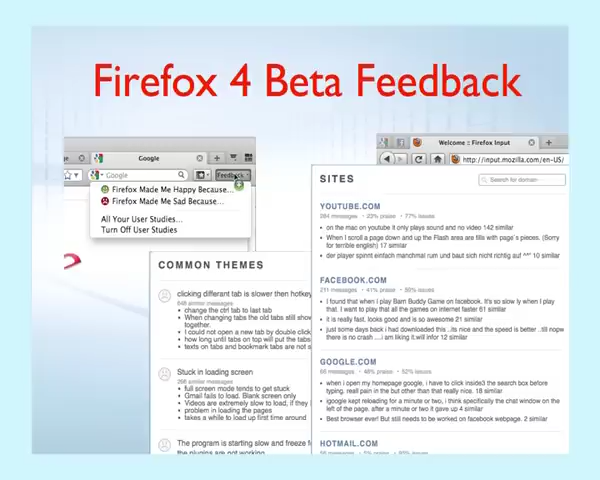 Firefox 4 Beta Feedback
Google
Google
Feedback
Firefox Made Me Happy Because...
Firefox Made Me Sad Because...
All Your User Studies...
Turn Off User Studies
Welcome :: Firefox Input
http://input.mozilla.com/en-US/
COMMON THEMES
clicking differant tab is slower then hotkey
648 similar messages
• change the ctrl tab to last tab
• When changing tabs the old tabs still show
together.
• I could not open a new tab by double click
• how long until tabs on top will put the tabs
• texts on tabs and bookmark tabs are not s
Stuck in loading screen
266 similar messages
• full screen mode tends to get stuck
• Gmail fails to load. Blank screen only
• Videos are extremely slow to load, if they l
• problem in loading the pages
• takes a while to load up first time around
The program is starting slow and freeze f
the plugins are not working
SITES
Search for domain
YOUTUBE.COM
284 messages • 23% praise • 77% issues
• on the mac on youtube it only plays sound and no video 142 similar
• When I scroll a page down and up the Flash area are fills with page`s pieces. (Sorry
for terrible english) 17 similar
• der player spinnt einfach manchmal rum und baut sich nicht richtig auf ^^ 10 similar
FACEBOOK.COM
211 messages • 41% praise • 59% issues
• I found that when I play Barn Buddy Game on facebook. It's so slow when I play
that. I want to play that all the games on internet faster 61 similar
• it is really fast. looks good and is so awesome 21 similar
• just some days back i had downloaded this ..its nice and the speed is better ..till nopw
there is no crash ....i am liking it will infor 12 similar
GOOGLE.COM
66 messages • 48% praise • 52% issues
• when i open my homepage google, i have to click inside3 the search box before
typing. reall pain in the but other than that really nice. 18 similar
• igoogle kept reloading for a minute or two, i think specifically the chat window on the
left of the page. after a minute or two it gave up 4 similar
• Best browser ever! But still needs to be worked on facebook webpage. 2 similar
HOTMAIL.COM